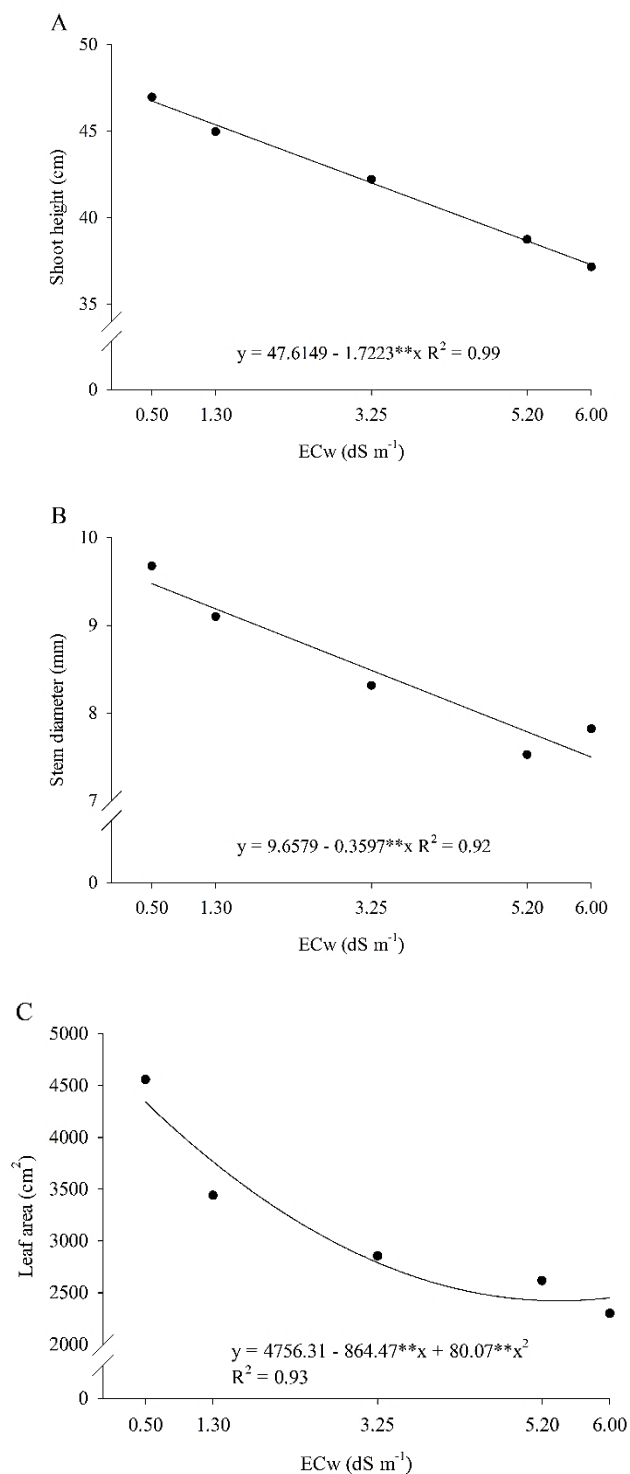 A
50
45
40
35
0
Shoot height (cm)
y = 47.6149 - 1.7223**x R² = 0.99
0.50 1.30 3.25 5.20 6.00
ECw (dS m⁻¹)
B
10
9
8
7
0
Stem diameter (mm)
y = 9.6579 - 0.3597**x R² = 0.92
0.50 1.30 3.25 5.20 6.00
ECw (dS m⁻¹)
C
5000
4500
4000
3500
3000
2500
2000
0
Leaf area (cm²)
y = 4756.31 - 864.47**x + 80.07**x²
R² = 0.93
0.50 1.30 3.25 5.20 6.00
ECw (dS m⁻¹)